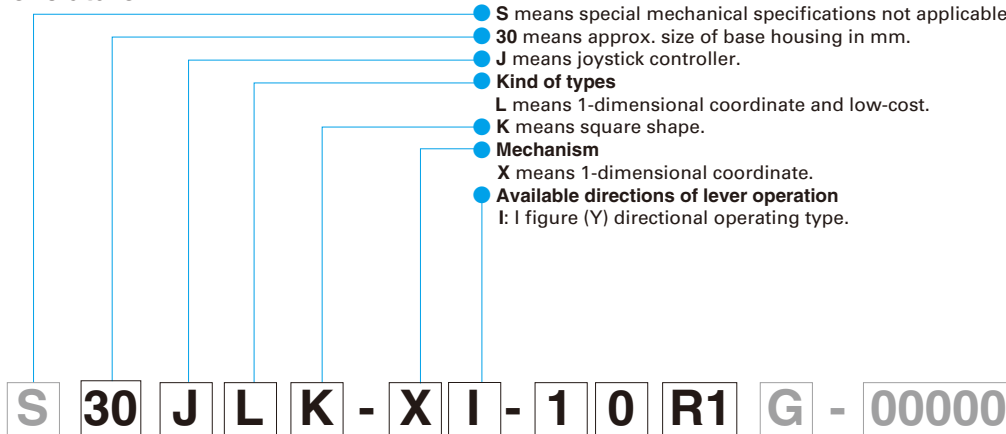 S means special mechanical specifications not applicable
30 means approx. size of base housing in mm.
J means joystick controller.
Kind of types
L means 1-dimensional coordinate and low-cost.
K means square shape.
Mechanism
X means 1-dimensional coordinate.
Available directions of lever operation
I: I figure (Y) directional operating type.
S 30 J L K - X I - 1 0 R1 G - 00000